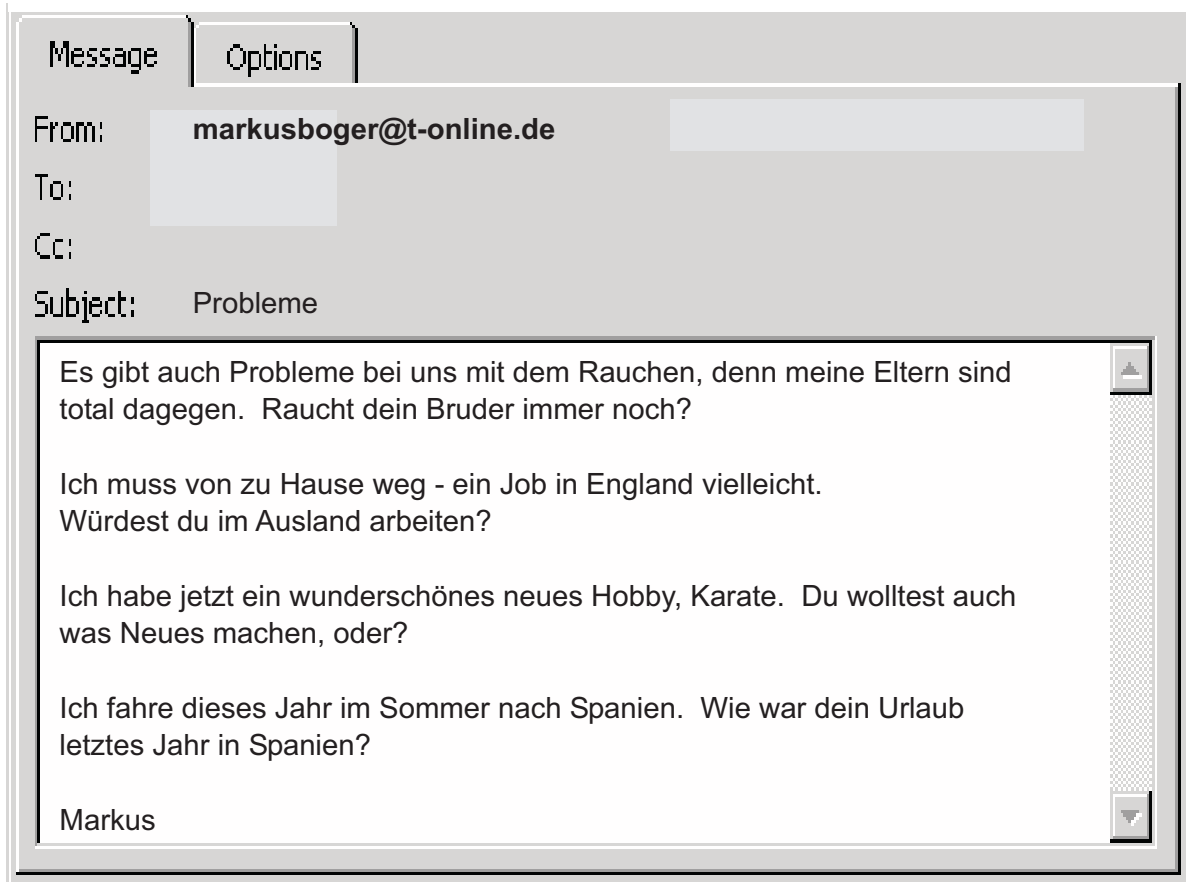 Message Options
From: markusboger@t-online.de
To:
Cc:
Subject: Probleme
Es gibt auch Probleme bei uns mit dem Rauchen, denn meine Eltern sind
total dagegen. Raucht dein Bruder immer noch?
Ich muss von zu Hause weg - ein Job in England vielleicht.
Würdest du im Ausland arbeiten?
Ich habe jetzt ein wunderschönes neues Hobby, Karate. Du wolltest auch
was Neues machen, oder?
Ich fahre dieses Jahr im Sommer nach Spanien. Wie war dein Urlaub
letztes Jahr in Spanien?
Markus